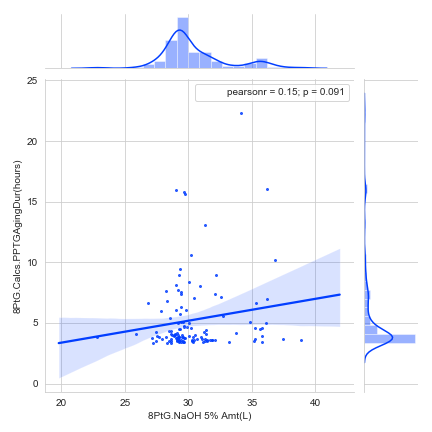 25
pearsonr = 0.15; p = 0.091
20
15
10
5
0
8PtG.Calcs.PPTGAgingDur(hours)
20 25 30 35 40
8PtG.NaOH 5% Amt(L)